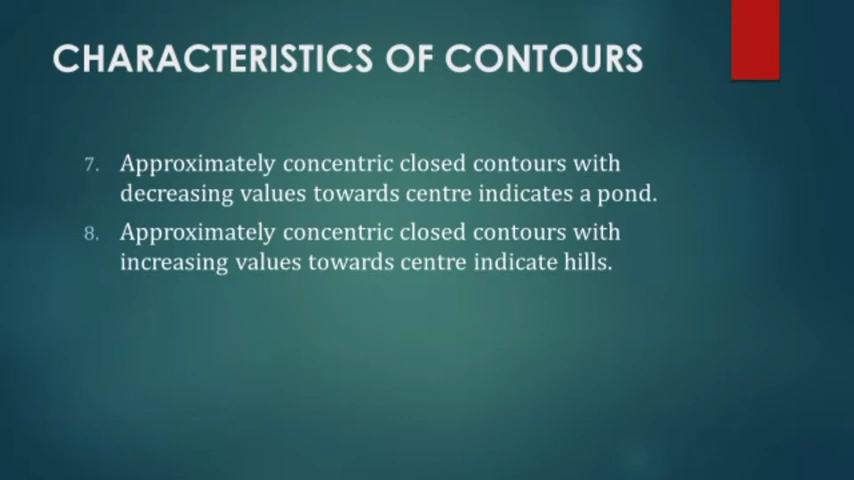 CHARACTERISTICS OF CONTOURS
7. Approximately concentric closed contours with
decreasing values towards centre indicates a pond.
8. Approximately concentric closed contours with
increasing values towards centre indicate hills.